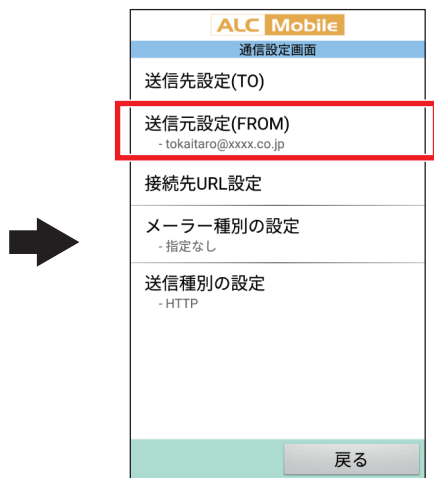 ALC Mobile
通信設定画面
送信先設定(TO)
送信元設定(FROM)
- tokaitaro@xxxx.co.jp
接続先URL設定
メーラー種別の設定
- 指定なし
送信種別の設定
- HTTP
戻る